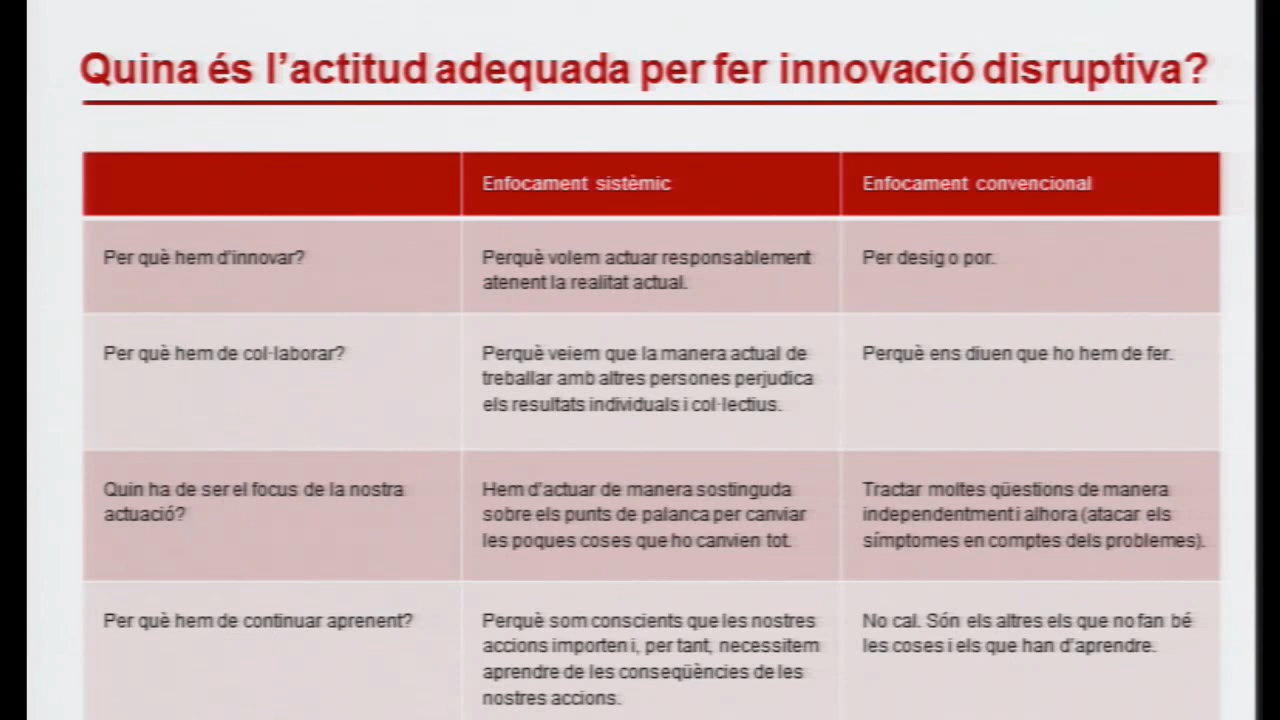 Quina és l'actitud adequada per fer innovació disruptiva?
Enfocament sistèmic
Enfocament convencional
Per què hem d'innovar?
Perquè volem actuar responsablement
atenent la realitat actual.
Per desig o por.
Per què hem de col·laborar?
Perquè veiem que la manera actual de
treballar amb altres persones perjudica
els resultats individuals i col·lectius.
Perquè ens diuen que ho hem de fer.
Quin ha de ser el focus de la nostra
actuació?
Hem d'actuar de manera sostinguda
sobre els punts de palanca per canviar
les poques coses que ho canvien tot.
Tractar moltes qüestions de manera
independentment i alhora (atacar els
símptomes en comptes dels problemes).
Per què hem de continuar aprenent?
Perquè som conscients que les nostres
accions importen i, per tant, necessitem
aprendre de les conseqüències de les
nostres accions.
No cal. Són els altres els que no fan bé
les coses i els que han d'aprendre.